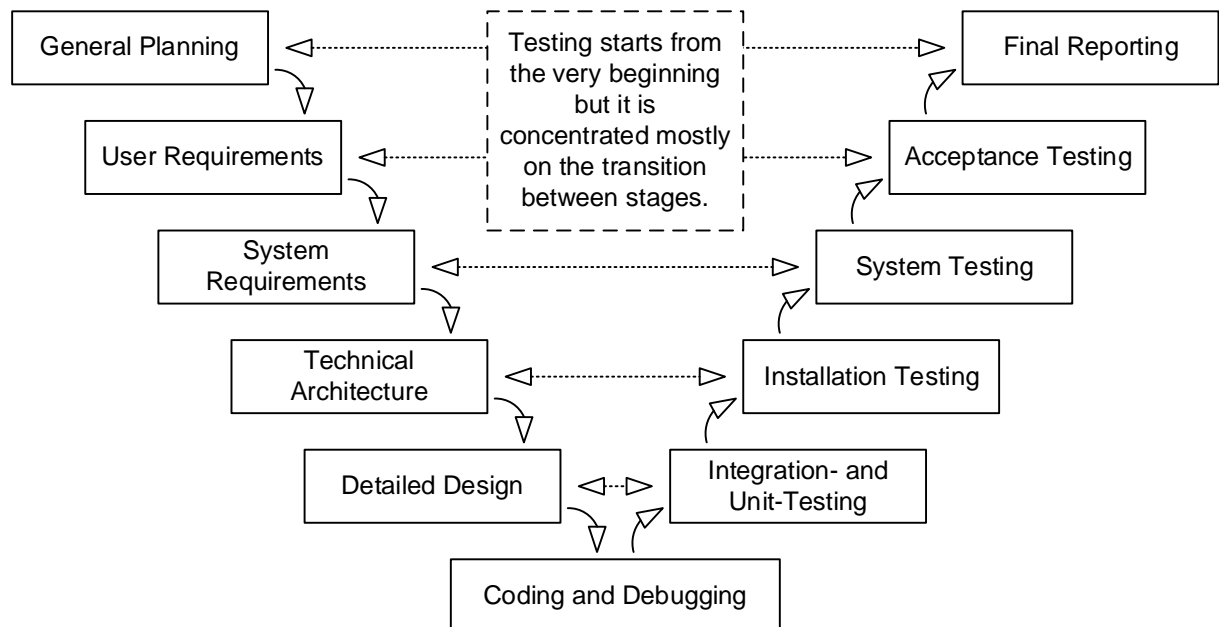 General Planning
Testing starts from
the very beginning
but it is
concentrated mostly
on the transition
between stages.
Final Reporting
User Requirements
Acceptance Testing
System
Requirements
System Testing
Technical
Architecture
Installation Testing
Detailed Design
Integration- and
Unit-Testing
Coding and Debugging